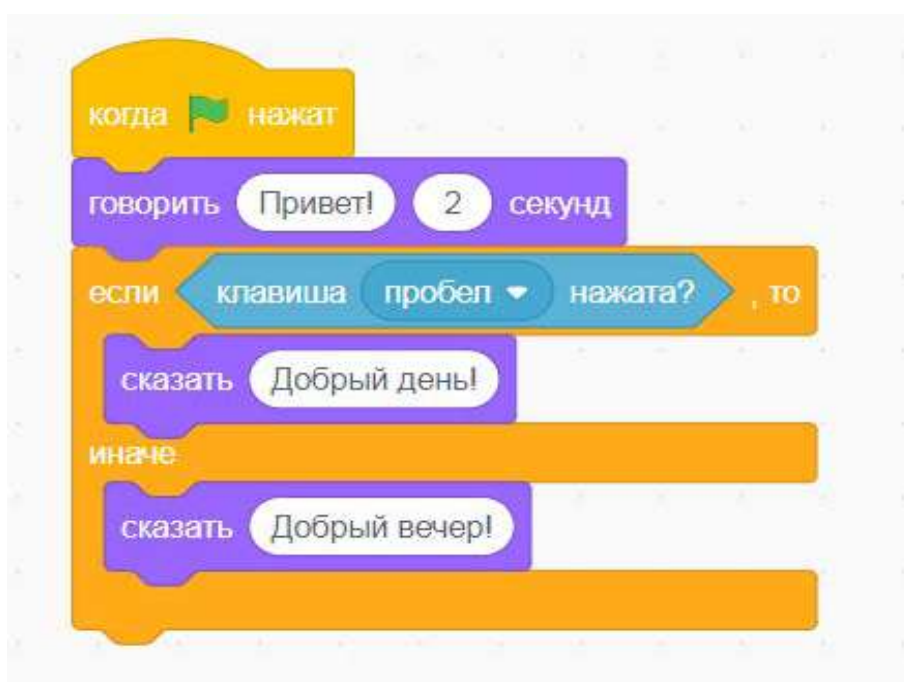 когда нажат
говорить Привет! 2 секунд
если клавиша пробел нажата? , то
сказать Добрый день!
иначе
сказать Добрый вечер!